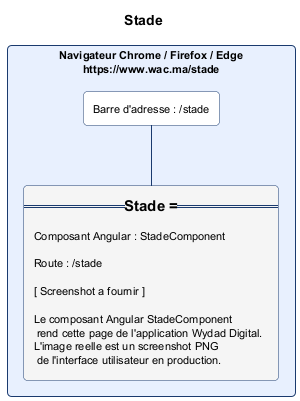 Stade
Navigateur Chrome / Firefox / Edge
https://www.wac.ma/stade
Barre d'adresse : /stade
Stade =
Composant Angular : StadeComponent
Route : /stade
[ Screenshot a fournir ]
Le composant Angular StadeComponent
rend cette page de l'application Wydad Digital.
L'image reelle est un screenshot PNG
de l'interface utilisateur en production.